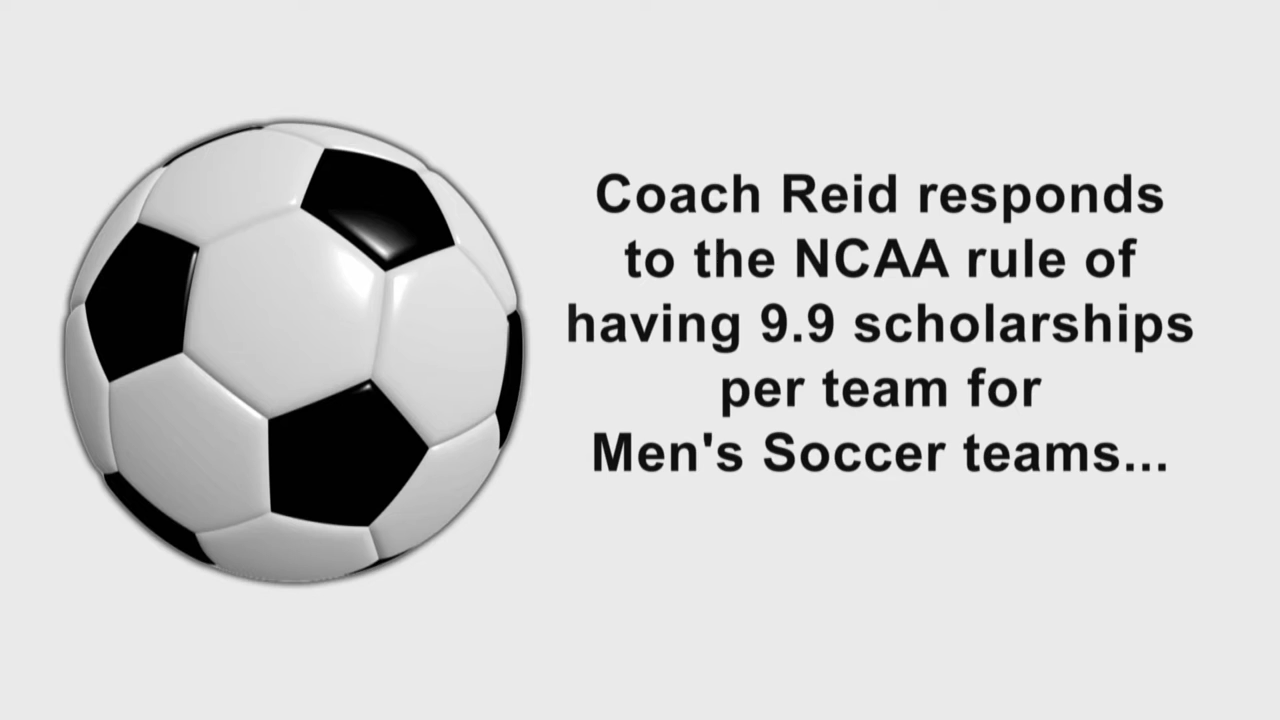 Coach Reid responds
to the NCAA rule of
having 9.9 scholarships
per team for
Men's Soccer teams...